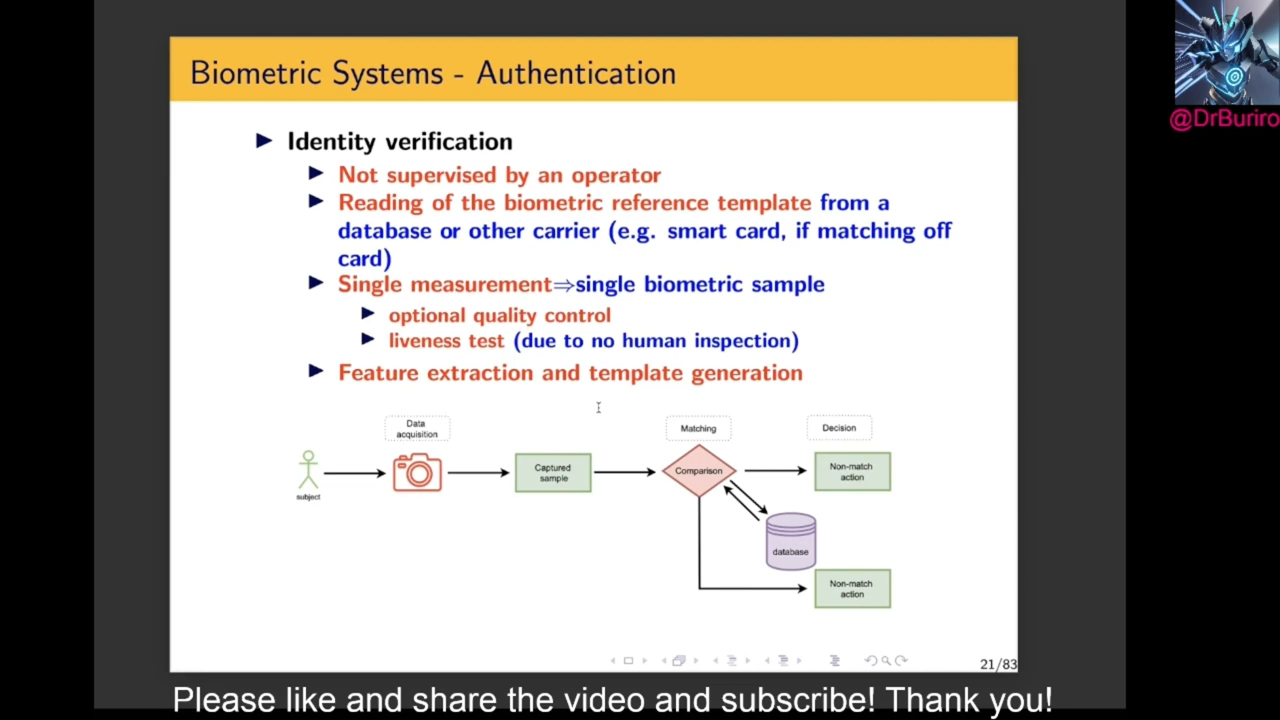 Biometric Systems - Authentication
@DrBuriro
Identity verification
Not supervised by an operator
Reading of the biometric reference template from a
database or other carrier (e.g. smart card, if matching off
card)
Single measurement⇒single biometric sample
optional quality control
liveness test (due to no human inspection)
Feature extraction and template generation
Data
acquisition
Matching
Decision
subject
Captured
sample
Comparison
Non-match
action
database
Non-match
action
21/83
Please like and share the video and subscribe! Thank you!